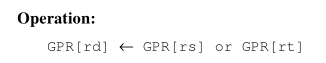 Operation:
GPR[rd] ← GPR[rs] or GPR[rt]